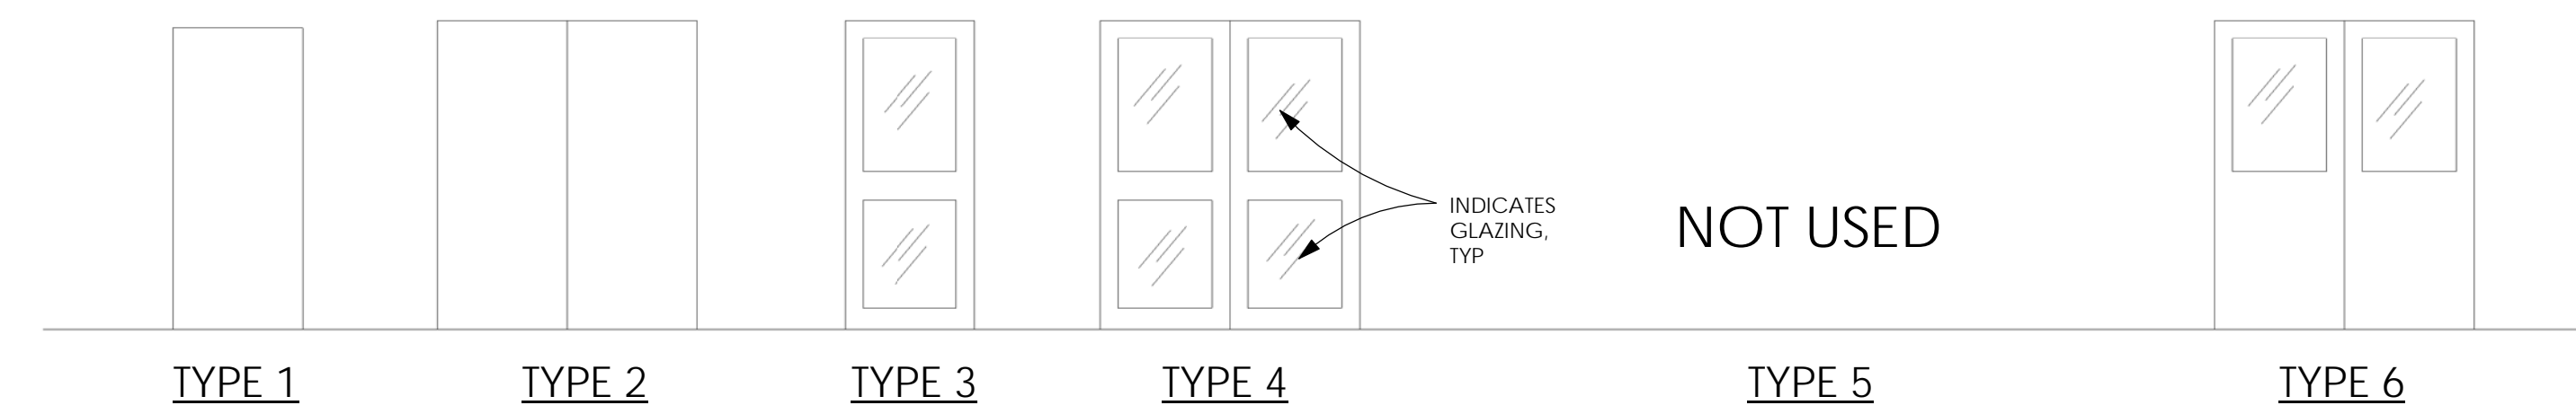 INDICATES
GLAZING,
TYP
NOT USED
TYPE 1
TYPE 2
TYPE 3
TYPE 4
TYPE 5
TYPE 6